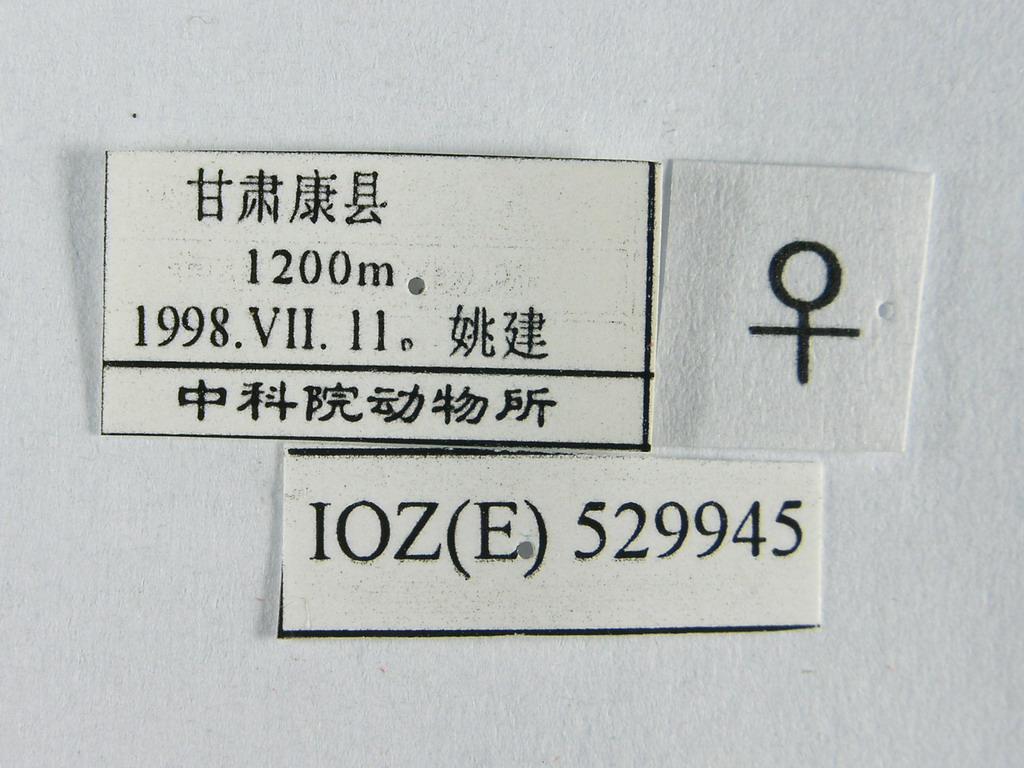 甘肃康县
1200m
1998.VII. 11。姚建
中科院动物所
♀
IOZ(E) 529945